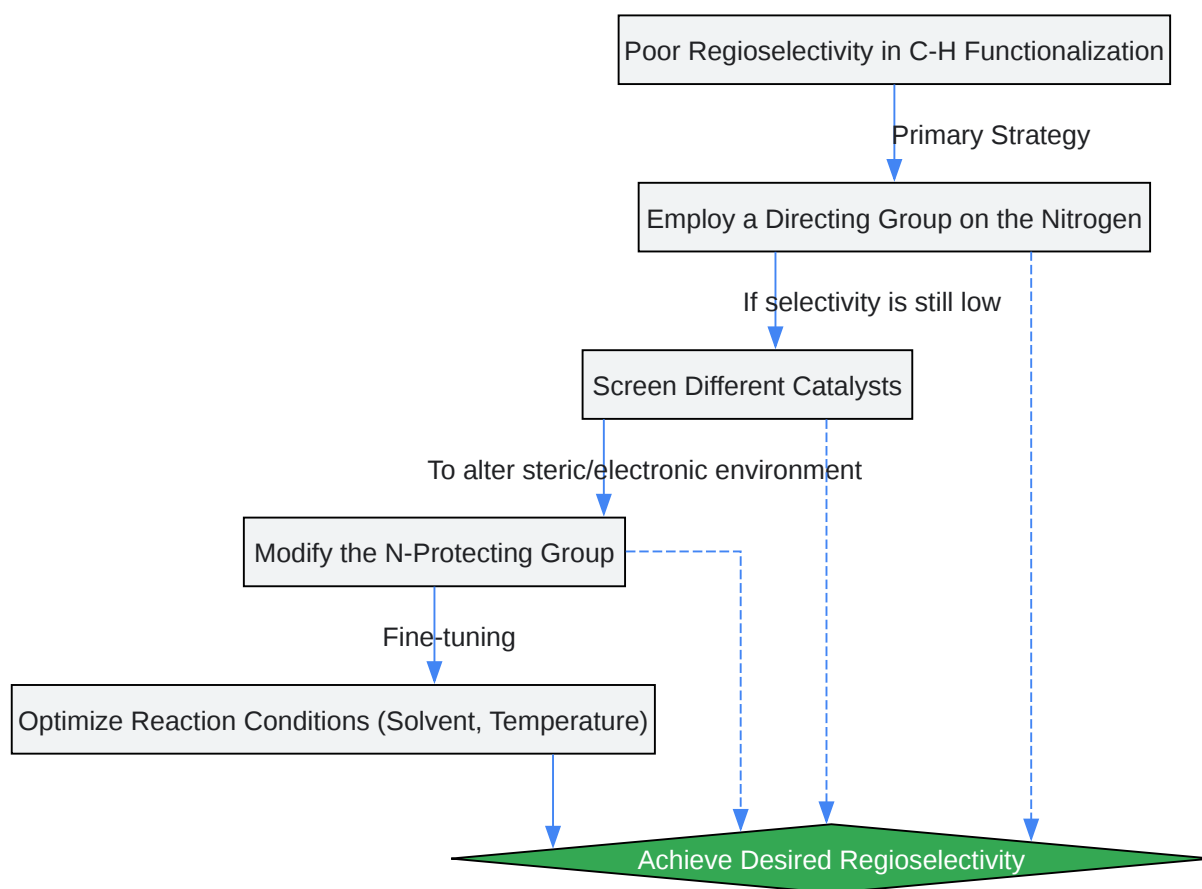 Poor Regioselectivity in C-H Functionalization
Primary Strategy
Employ a Directing Group on the Nitrogen
If selectivity is still low
Screen Different Catalysts
To alter steric/electronic environment
Modify the N-Protecting Group
Fine-tuning
Optimize Reaction Conditions (Solvent, Temperature)
Achieve Desired Regioselectivity